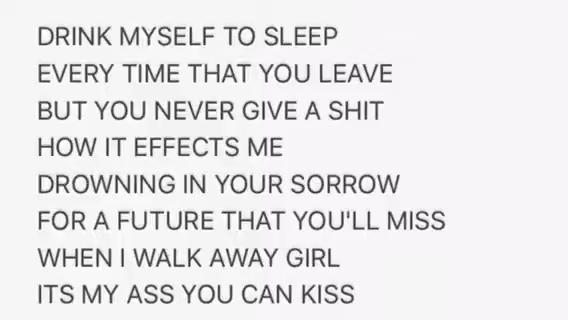 DRINK MYSELF TO SLEEP
EVERY TIME THAT YOU LEAVE
BUT YOU NEVER GIVE A SHIT
HOW IT EFFECTS ME
DROWNING IN YOUR SORROW
FOR A FUTURE THAT YOU'LL MISS
WHEN I WALK AWAY GIRL
ITS MY ASS YOU CAN KISS